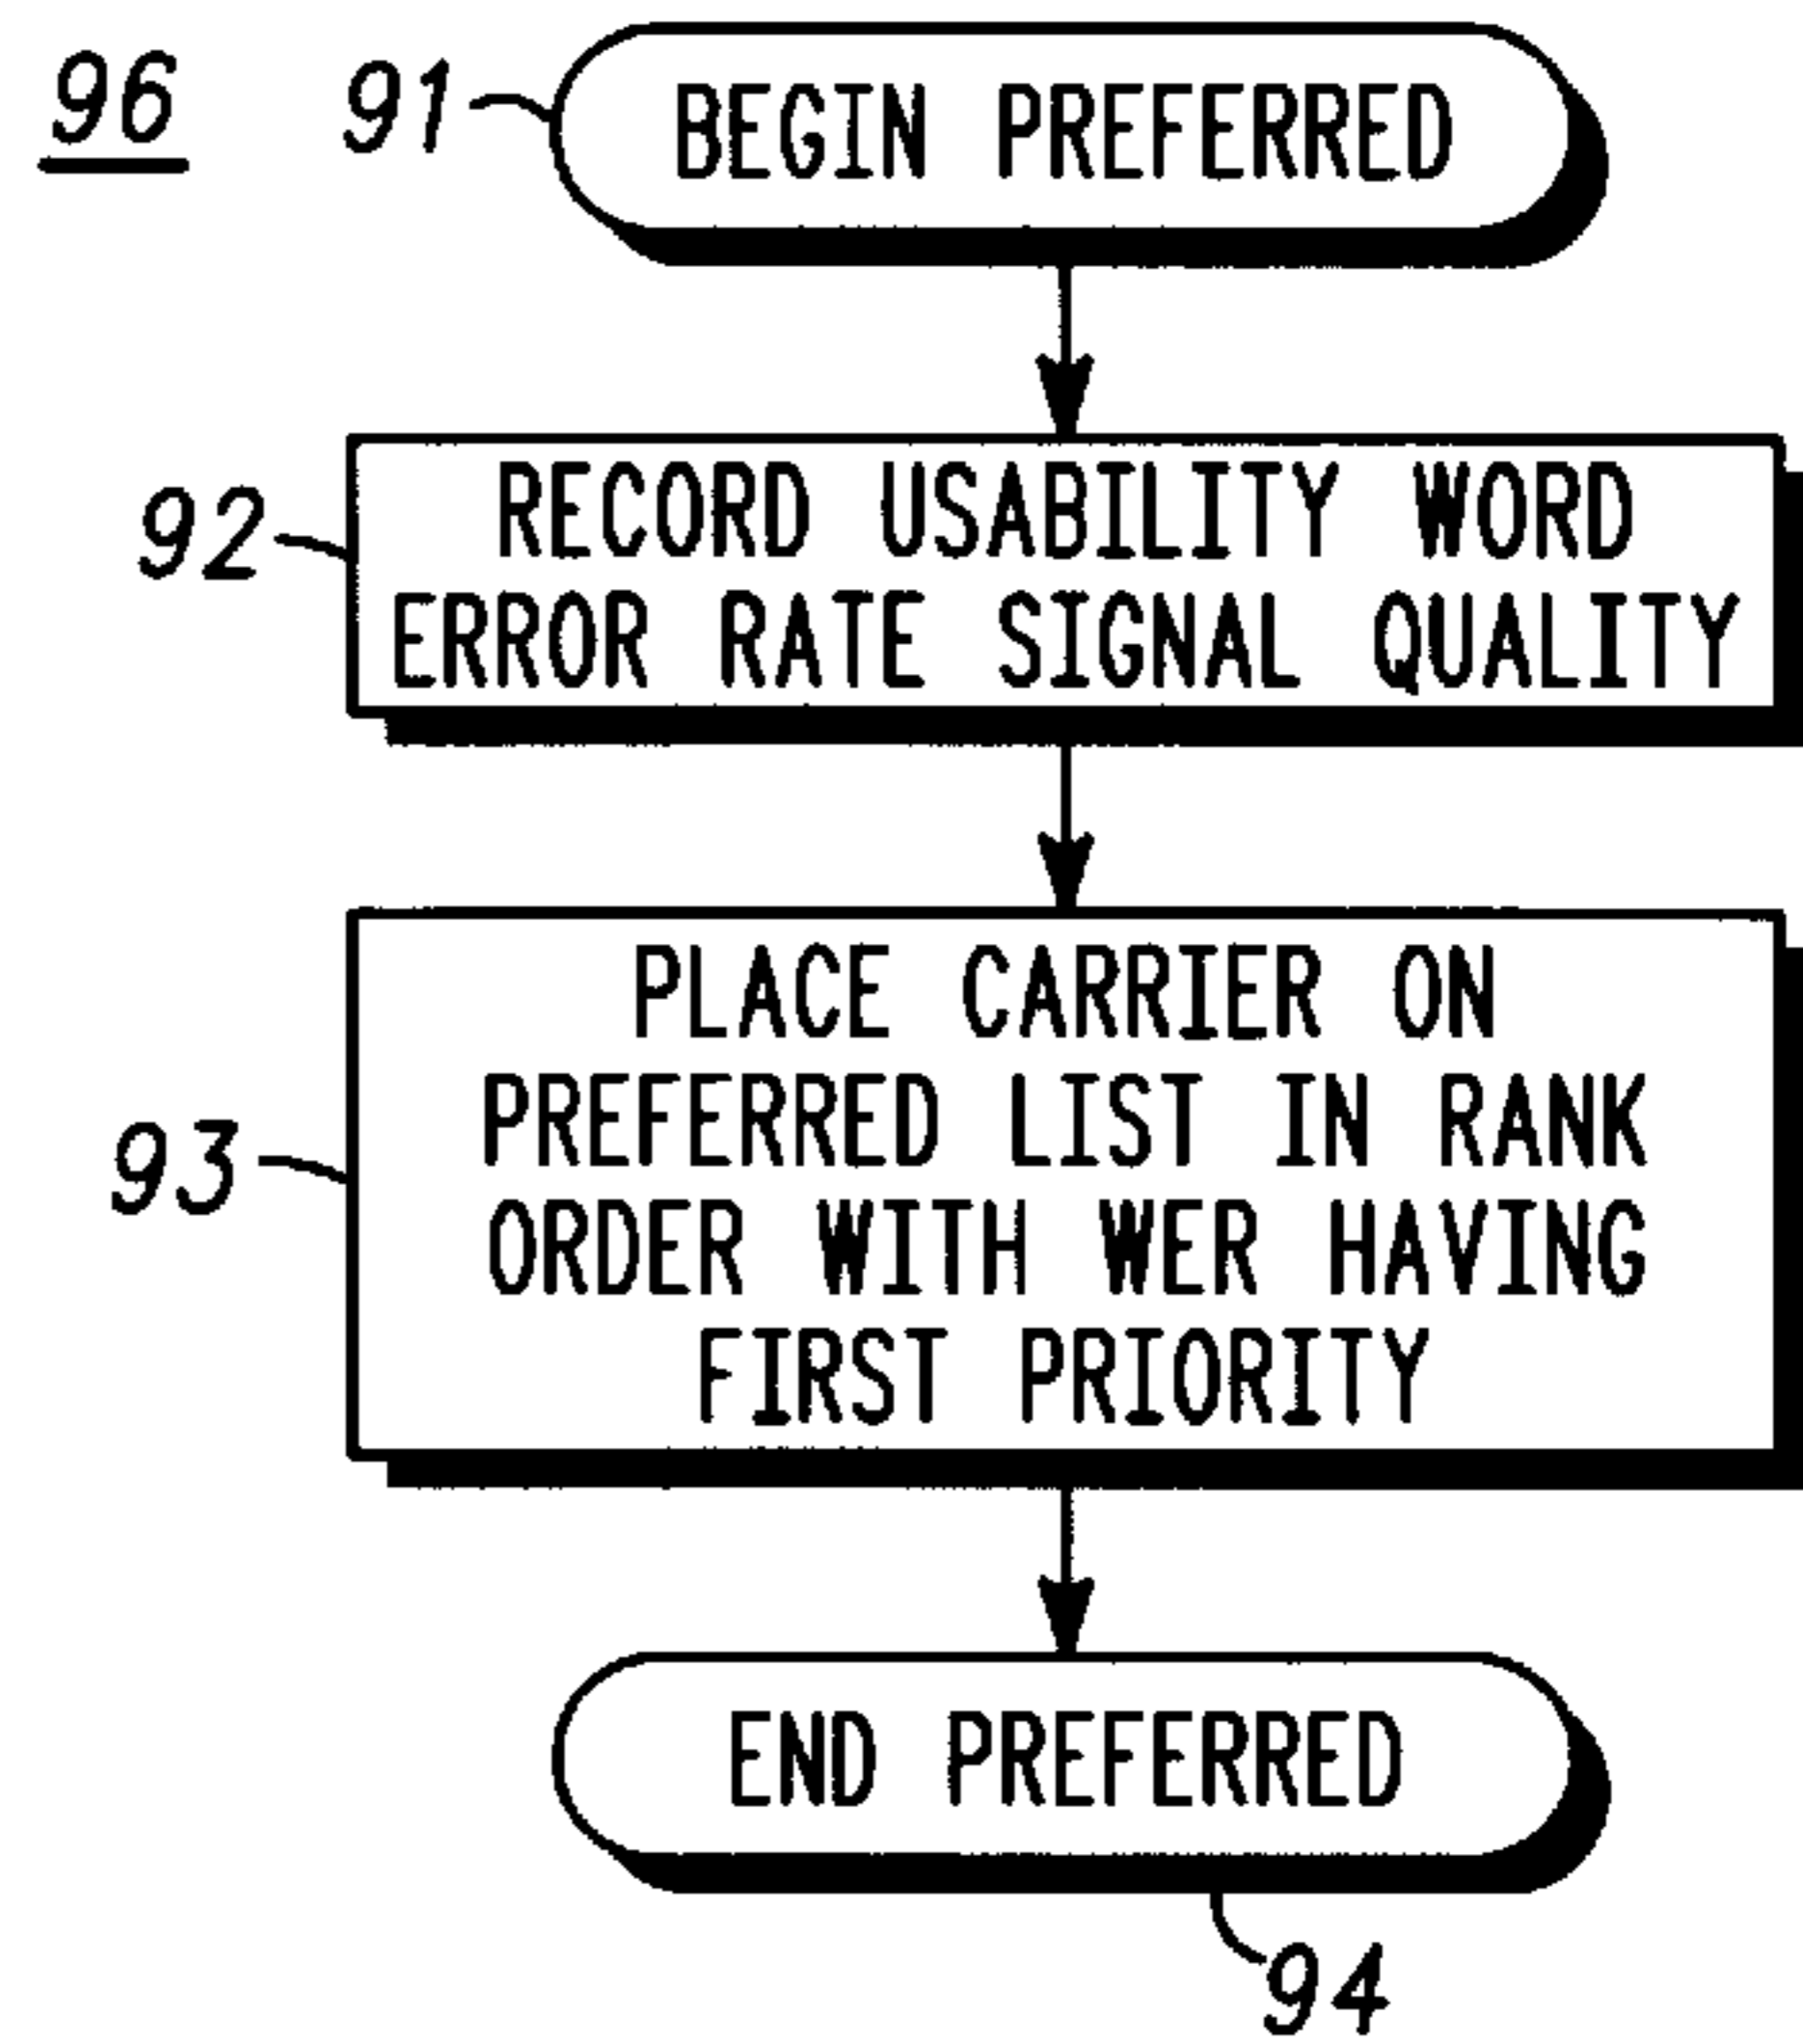 96
91
BEGIN PREFERRED
92
RECORD USABILITY WORD
ERROR RATE SIGNAL QUALITY
93
PLACE CARRIER ON
PREFERRED LIST IN RANK
ORDER WITH WER HAVING
FIRST PRIORITY
END PREFERRED
94